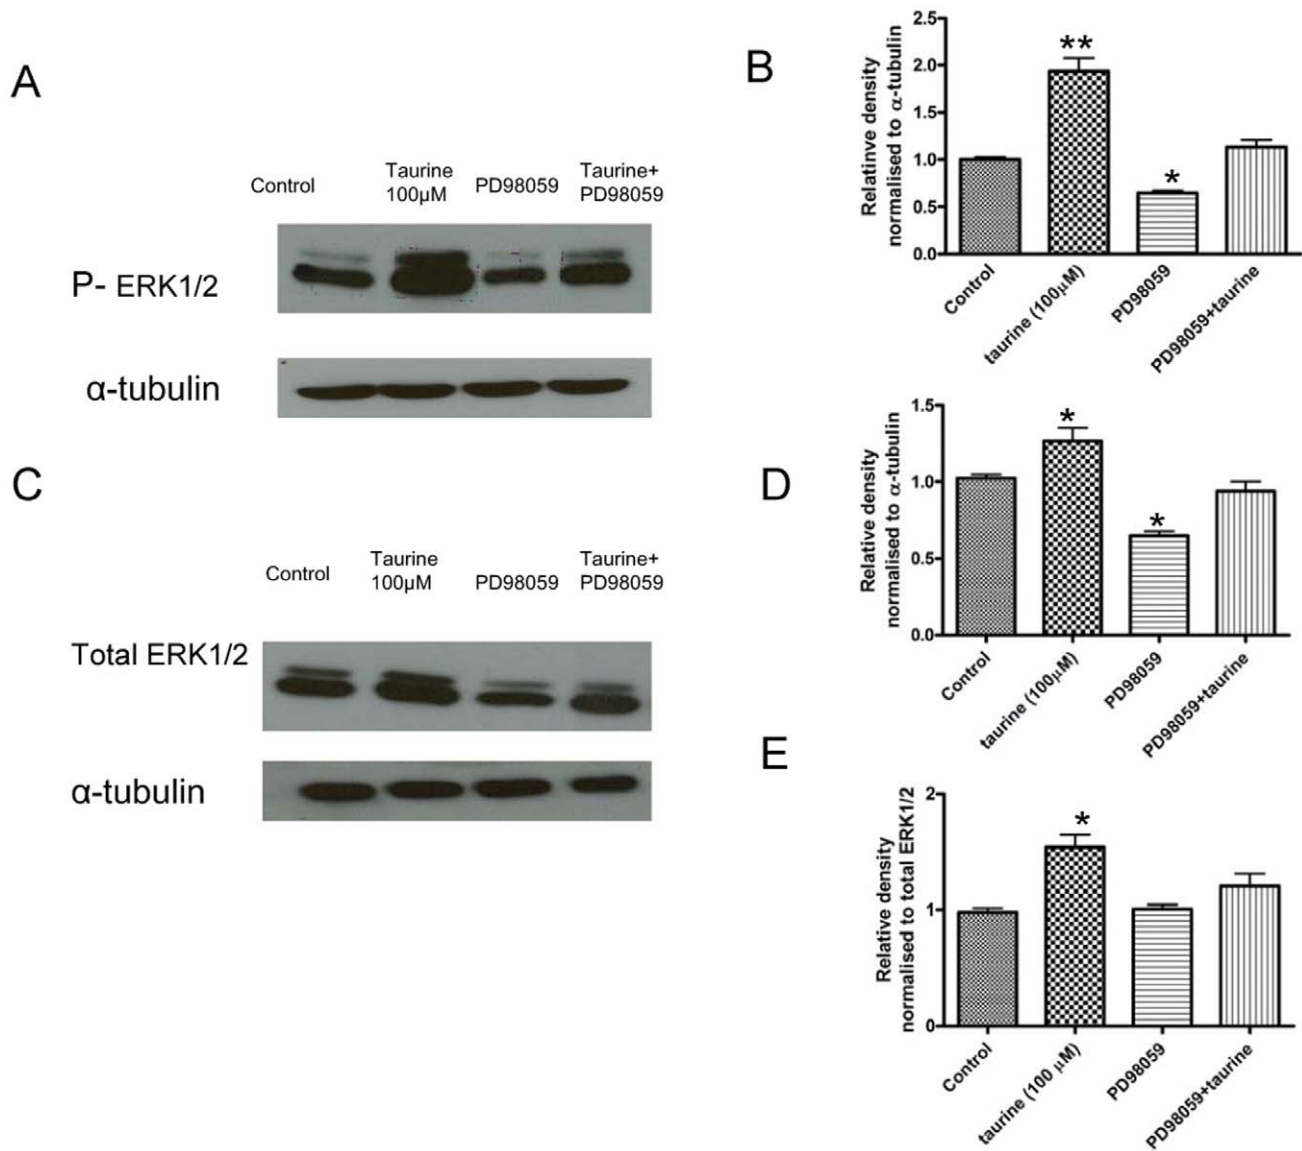 A
Control
Taurine
100µM
PD98059
Taurine+
PD98059
P- ERK1/2
α-tubulin
B
Relatinve density
normalised to α-tubulin
2.5
2.0
1.5
1.0
0.5
0.0
**
*
Control
taurine (100µM)
PD98059
PD98059+taurine
C
Control
Taurine
100µM
PD98059
Taurine+
PD98059
Total ERK1/2
α-tubulin
D
Relative density
normalised to α-tubulin
1.5
1.0
0.5
0.0
*
*
Control
taurine (100µM)
PD98059
PD98059+taurine
E
Relative density
normalised to total ERK1/2
2
1
0
*
Control
taurine (100 µM)
PD98059
PD98059+taurine